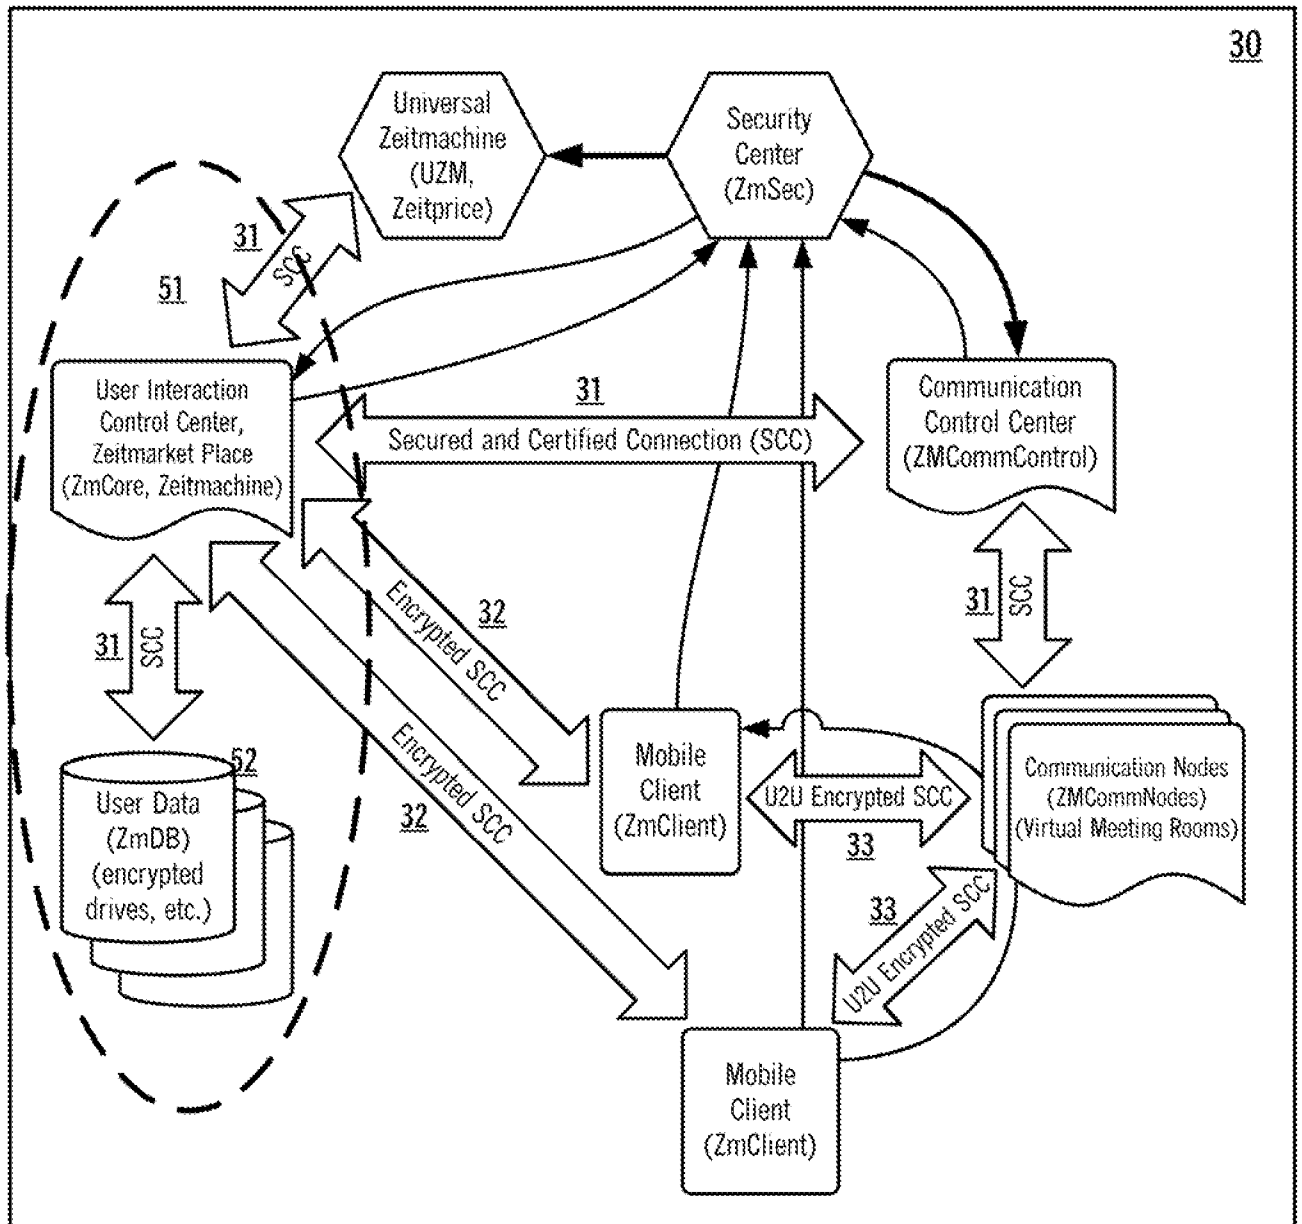 30
Universal
Zeitmachine
(UZM,
Zeitprice)
Security
Center
(ZmSec)
31
SCC
51
User Interaction
Control Center,
Zeitmarket Place
(ZmCore, Zeitmachine)
31
Secured and Certified Connection (SCC)
Communication
Control Center
(ZMCommControl)
31
SCC
32
Encrypted SCC
31
SCC
Encrypted SCC
32
52
User Data
(ZmDB)
(encrypted
drives, etc.)
Mobile
Client
(ZmClient)
U2U Encrypted SCC
33
Communication Nodes
(ZMCommNodes)
(Virtual Meeting Rooms)
33
U2U Encrypted SCC
Mobile
Client
(ZmClient)